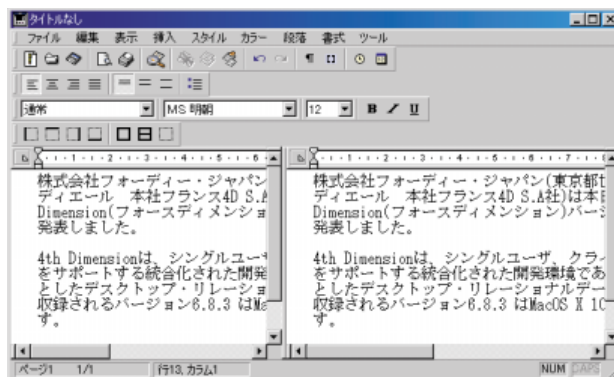 タイトルなし
ファイル 編集 表示 挿入 スタイル カラー 段落 書式 ツール
通常 MS 明朝 12 B I U
株式会社フォーディー・ジャパン
ディエール 本社フランス4D S.A
Dimension(フォースディメンショ
発表しました。
4th Dimensionは、シングルユーザ
をサポートする統合化された開発
としたデスクトップ・リレーショ
収録されるバージョン6.8.3 はMa
す。
株式会社フォーディー・ジャパン(東京都
ディエール 本社フランス4D S.A社)は本日
Dimension(フォースディメンション)バージ
発表しました。
4th Dimensionは、シングルユーザ、クライ
をサポートする統合化された開発環境であ
としたデスクトップ・リレーショナルデー
収録されるバージョン6.8.3 はMacOS X 10
す。
ページ1 1/1 行13, カラム1 NUM CAPS